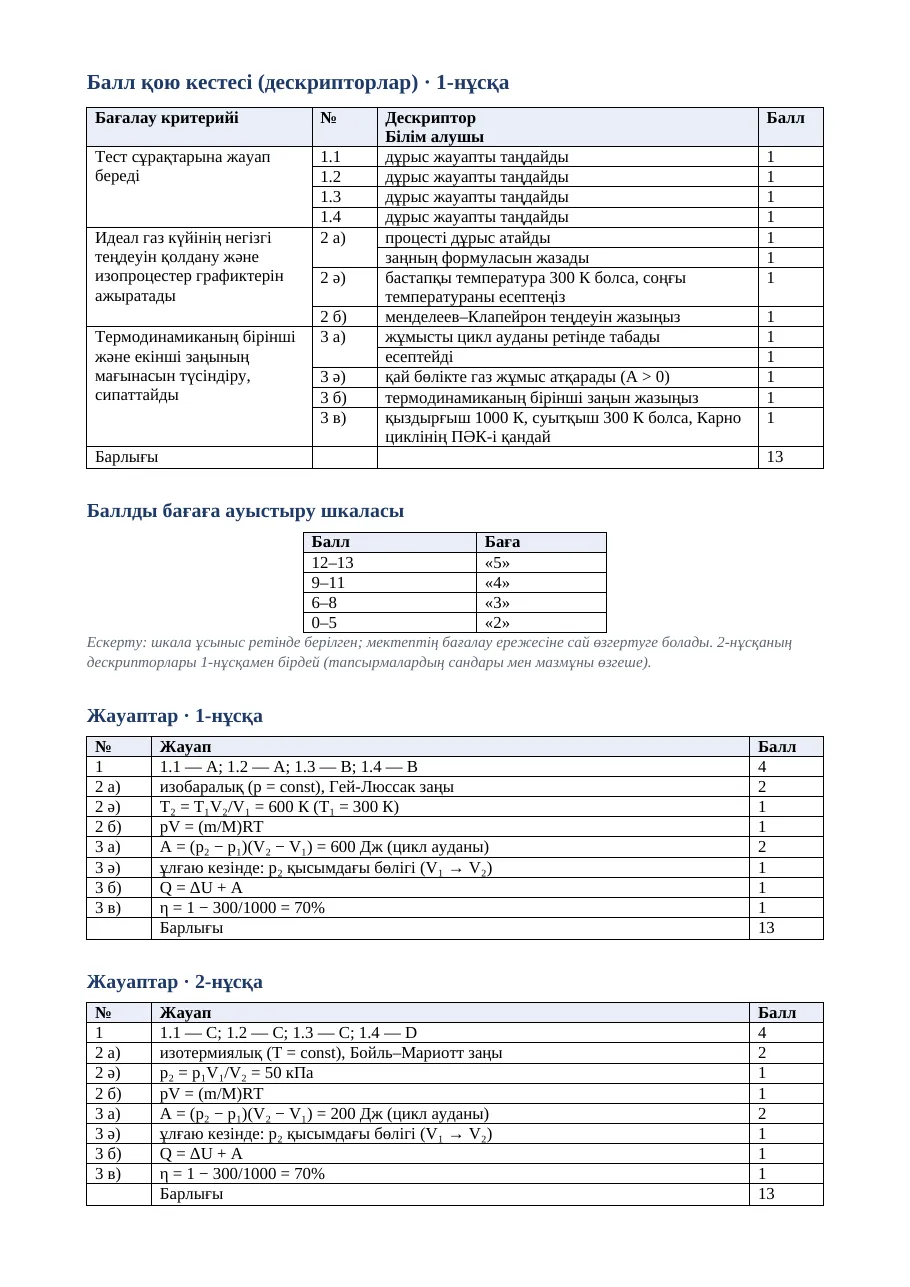 Балл қою кестесі (дескрипторлар) · 1-нұсқа
Бағалау критерийі № Дескриптор Балл
Білім алушы
Тест сұрақтарына жауап 1.1 дұрыс жауапты таңдайды 1
береді 1.2 дұрыс жауапты таңдайды 1
1.3 дұрыс жауапты таңдайды 1
1.4 дұрыс жауапты таңдайды 1
Идеал газ күйінің негізгі 2 а) процесті дұрыс атайды 1
теңдеуін қолдану және заңның формуласын жазады 1
изопроцестер графиктерін 2 ә) бастапқы температура 300 К болса, соңғы 1
ажыратады температураны есептеңіз
2 б) менделеев–Клапейрон теңдеуін жазыңыз 1
Термодинамиканың бірінші 3 а) жұмысты цикл ауданы ретінде табады 1
және екінші заңының есептейді 1
мағынасын түсіндіру, 3 ә) қай бөлікте газ жұмыс атқарады (A > 0) 1
сипаттайды 3 б) термодинамиканың бірінші заңын жазыңыз 1
3 в) қыздырғыш 1000 К, суытқыш 300 К болса, Карно 1
циклінің ПӘК-і қандай
Барлығы 13
Баллды бағаға ауыстыру шкаласы
Балл Баға
12–13 «5»
9–11 «4»
6–8 «3»
0–5 «2»
Ескерту: шкала ұсыныс ретінде берілген; мектептің бағалау ережесіне сай өзгертуге болады. 2-нұсқаның
дескрипторлары 1-нұсқамен бірдей (тапсырмалардың сандары мен мазмұны өзгеше).
Жауаптар · 1-нұсқа
№ Жауап Балл
1 1.1 — A; 1.2 — A; 1.3 — B; 1.4 — B 4
2 а) изобаралық (p = const), Гей-Люссак заңы 2
2 ә) T₂ = T₁V₂/V₁ = 600 К (T₁ = 300 К) 1
2 б) pV = (m/M)RT 1
3 а) A = (p₂ − p₁)(V₂ − V₁) = 600 Дж (цикл ауданы) 2
3 ә) ұлғаю кезінде: p₂ қысымдағы бөлігі (V₁ → V₂) 1
3 б) Q = ΔU + A 1
3 в) η = 1 − 300/1000 = 70% 1
Барлығы 13
Жауаптар · 2-нұсқа
№ Жауап Балл
1 1.1 — C; 1.2 — C; 1.3 — C; 1.4 — D 4
2 а) изотермиялық (T = const), Бойль–Мариотт заңы 2
2 ә) p₂ = p₁V₁/V₂ = 50 кПа 1
2 б) pV = (m/M)RT 1
3 а) A = (p₂ − p₁)(V₂ − V₁) = 200 Дж (цикл ауданы) 2
3 ә) ұлғаю кезінде: p₂ қысымдағы бөлігі (V₁ → V₂) 1
3 б) Q = ΔU + A 1
3 в) η = 1 − 300/1000 = 70% 1
Барлығы 13